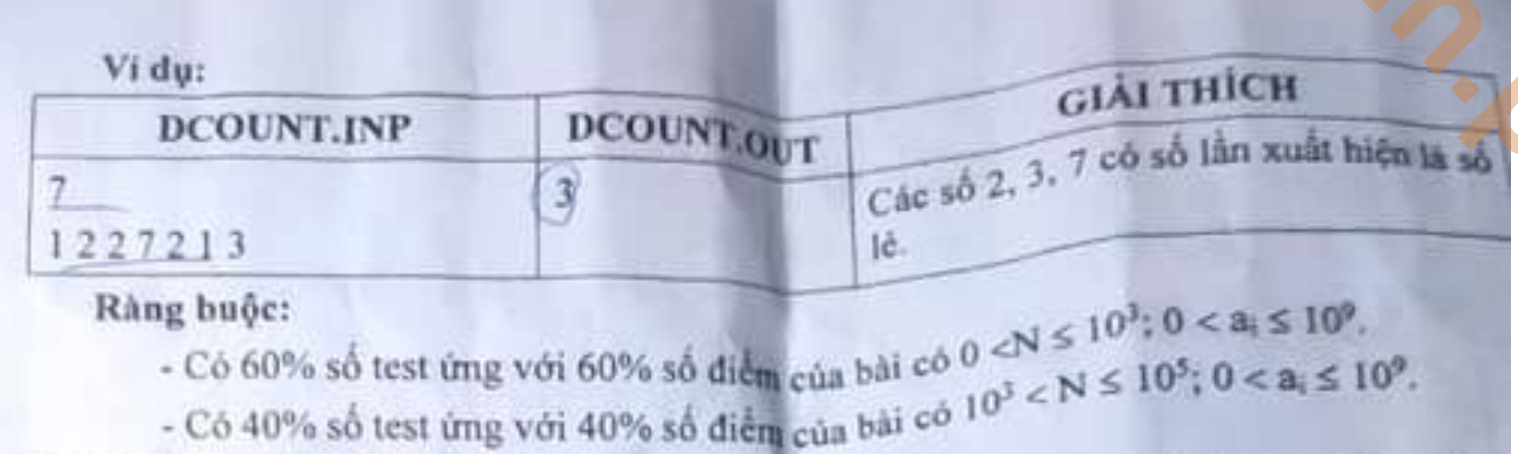 Ví dụ:
DCOUNT.INP DCOUNT.OUT GIẢI THÍCH
7 3 Các số 2, 3, 7 có số lần xuất hiện là số
1 2 2 7 2 1 3 lẻ.
Ràng buộc:
- Có 60% số test ứng với 60% số điểm của bài có 0 <N ≤ 10³; 0 < aᵢ ≤ 10⁹.
- Có 40% số test ứng với 40% số điểm của bài có 10³ < N ≤ 10⁵; 0 < aᵢ ≤ 10⁹.